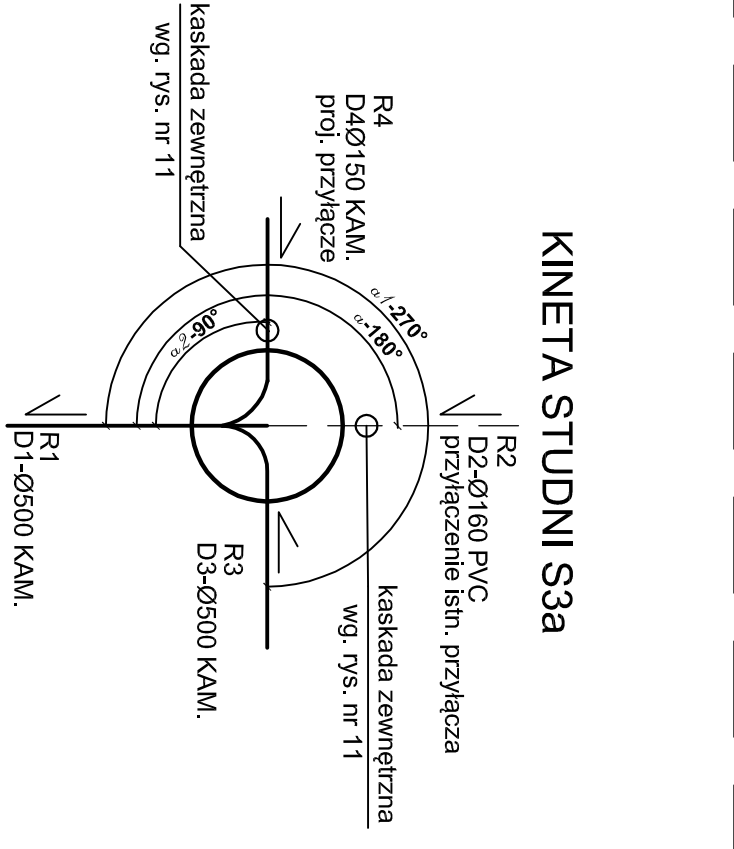 KINETA STUDNI S3a
R4
D4Ø150 KAM.
proj. przyłącze
kaskada zewnętrzna
wg. rys. nr 11
R2
D2-Ø160 PVC
przyłączenie istn. przyłącza
α1-270°
α-180°
α2-90°
kaskada zewnętrzna
wg. rys. nr 11
R3
D3-Ø500 KAM.
R1
D1-Ø500 KAM.